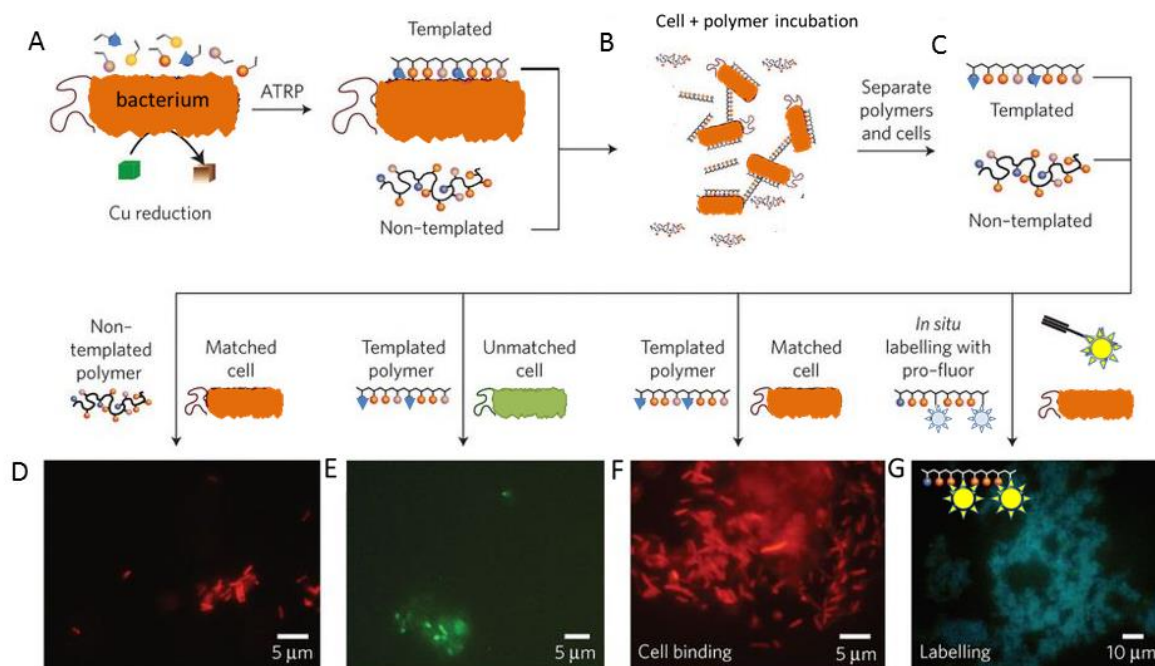 A
bacterium
Cu reduction
ATRP
Templated
Non-templated
B
Cell + polymer incubation
Separate
polymers
and cells
C
Templated
Non-templated
Non-
templated
polymer
Matched
cell
Templated
polymer
Unmatched
cell
Templated
polymer
Matched
cell
In situ
labelling with
pro-fluor
D
5 μm
E
5 μm
F
Cell binding
5 μm
G
Labelling
10 μm